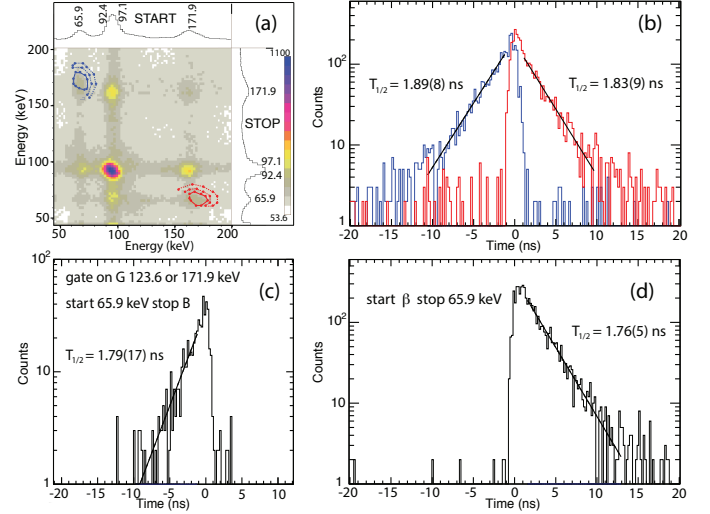 65.9
92.4
97.1
171.9
START
(a)
200
150
100
50
Energy (keV)
50
100
150
200
Energy (keV)
1100
171.9
STOP
97.1
92.4
65.9
53.6
(b)
T1/2 = 1.89(8) ns
T1/2 = 1.83(9) ns
Counts
10²
10
1
-20
-15
-10
-5
0
5
10
15
20
Time (ns)
gate on G 123.6 or 171.9 keV
(c)
start 65.9 keV stop B
T1/2 = 1.79(17) ns
Counts
10²
10
1
-20
-15
-10
-5
0
5
10
Time (ns)
start β stop 65.9 keV
(d)
T1/2 = 1.76(5) ns
Counts
10²
10
1
-20
-15
-10
-5
0
5
10
15
20
Time (ns)